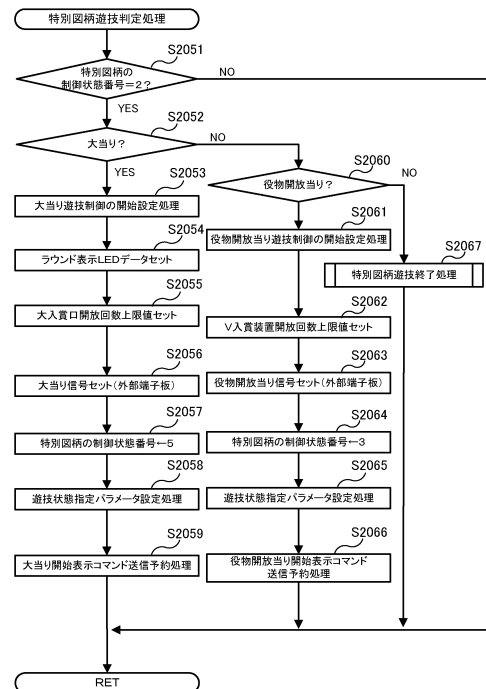 特別図柄遊技判定処理
S2051
特別図柄の
制御状態番号=2?
NO
YES
S2052
大当り?
NO
YES
S2053
大当り遊技制御の開始設定処理
S2054
ラウンド表示LEDデータセット
S2055
大入賞口開放回数上限値セット
S2056
大当り信号セット(外部端子板)
S2057
特別図柄の制御状態番号←5
S2058
遊技状態指定パラメータ設定処理
S2059
大当り開始表示コマンド送信予約処理
S2060
役物開放当り?
NO
YES
S2061
役物開放当り遊技制御の開始設定処理
S2062
V入賞装置開放回数上限値セット
S2063
役物開放当り信号セット(外部端子板)
S2064
特別図柄の制御状態番号←3
S2065
遊技状態指定パラメータ設定処理
S2066
役物開放当り開始表示コマンド
送信予約処理
S2067
特別図柄遊技終了処理
RET